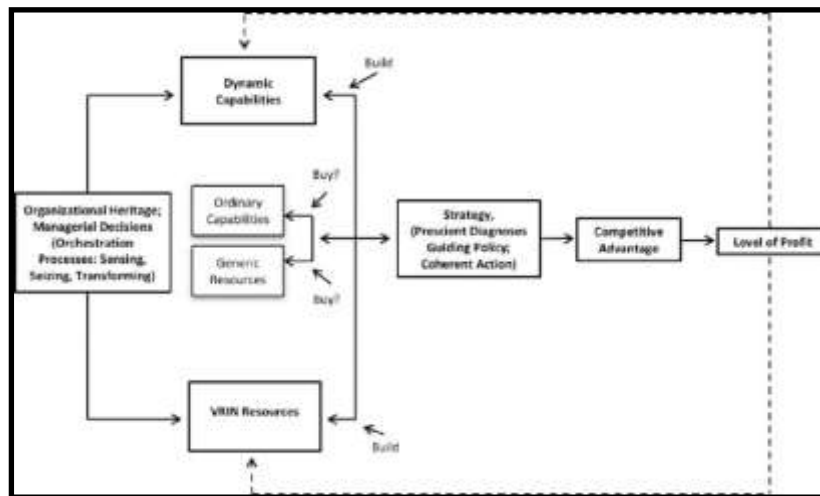 Build
Dynamic
Capabilities
Buy?
Ordinary
Capabilities
Organizational Heritage;
Managerial Decisions
(Orchestration
Processes: Sensing,
Seizing, Transforming)
Strategy,
(Prescient Diagnoses
Guiding Policy;
Coherent Action)
Competitive
Advantage
Level of Profit
Generic
Resources
Buy?
VRIN Resources
Build